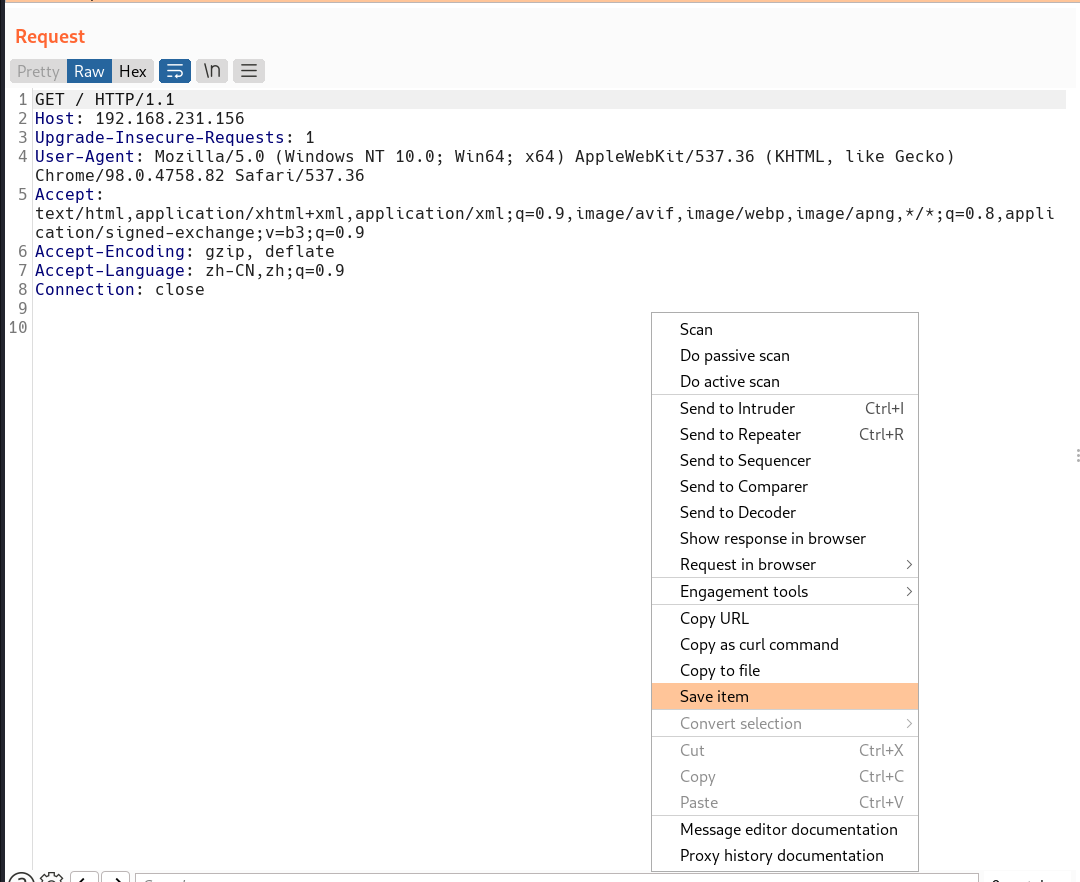 Request
Pretty Raw Hex \n
1 GET / HTTP/1.1
2 Host: 192.168.231.156
3 Upgrade-Insecure-Requests: 1
4 User-Agent: Mozilla/5.0 (Windows NT 10.0; Win64; x64) AppleWebKit/537.36 (KHTML, like Gecko)
Chrome/98.0.4758.82 Safari/537.36
5 Accept:
text/html,application/xhtml+xml,application/xml;q=0.9,image/avif,image/webp,image/apng,*/*;q=0.8,appli
cation/signed-exchange;v=b3;q=0.9
6 Accept-Encoding: gzip, deflate
7 Accept-Language: zh-CN,zh;q=0.9
8 Connection: close
9
10
Scan
Do passive scan
Do active scan
Send to Intruder Ctrl+I
Send to Repeater Ctrl+R
Send to Sequencer
Send to Comparer
Send to Decoder
Show response in browser
Request in browser
Engagement tools
Copy URL
Copy as curl command
Copy to file
Save item
Convert selection
Cut Ctrl+X
Copy Ctrl+C
Paste Ctrl+V
Message editor documentation
Proxy history documentation